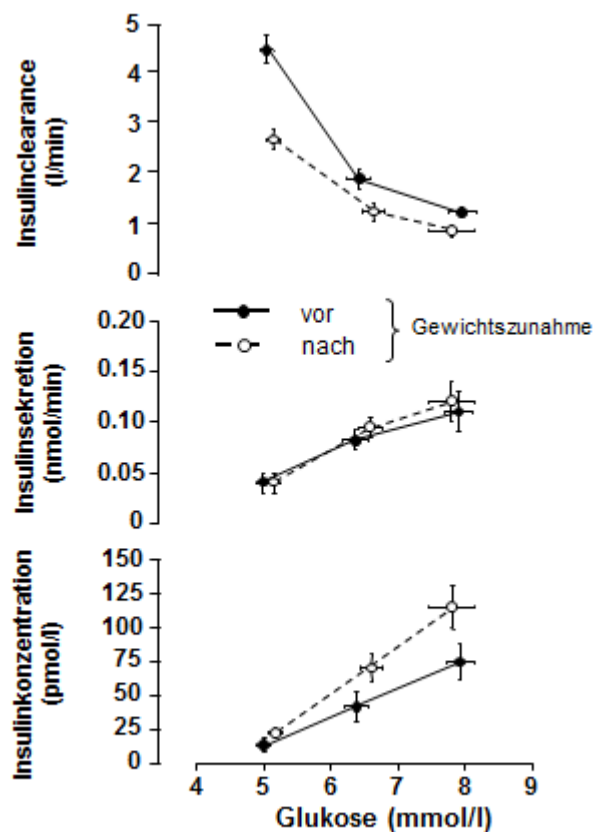 Insulinclearance
(l/min)
5
4
3
2
1
0
vor
nach
Gewichtszunahme
Insulinsekretion
(nmol/min)
0.20
0.15
0.10
0.05
0
Insulinkonzentration
(pmol/l)
150
125
100
75
50
25
0
4 5 6 7 8 9
Glukose (mmol/l)